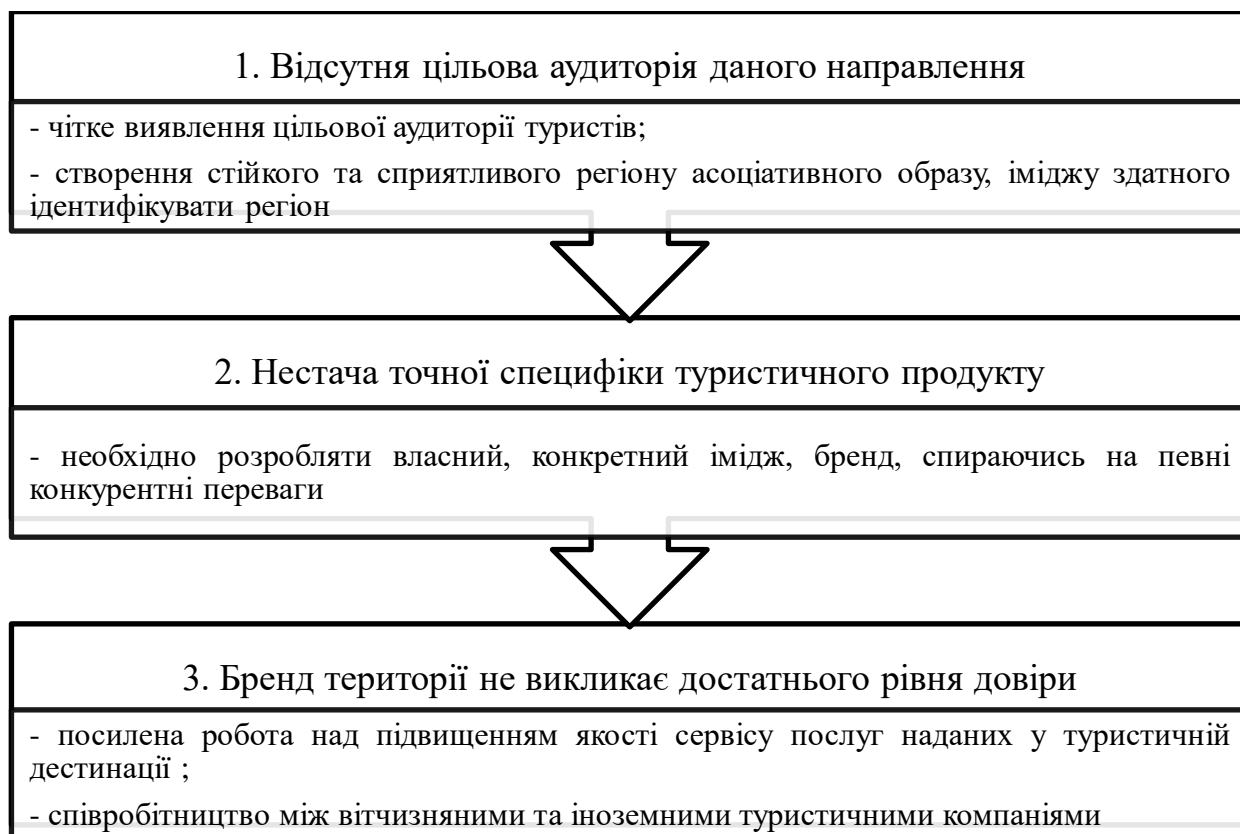 1. Відсутня цільова аудиторія даного направлення
- чітке виявлення цільової аудиторії туристів;
- створення стійкого та сприятливого регіону асоціативного образу, іміджу здатного
ідентифікувати регіон
2. Нестача точної специфіки туристичного продукту
- необхідно розробляти власний, конкретний імідж, бренд, спираючись на певні
конкурентні переваги
3. Бренд території не викликає достатнього рівня довіри
- посилена робота над підвищенням якості сервісу послуг наданих у туристичній
дестинації ;
- співробітництво між вітчизняними та іноземними туристичними компаніями